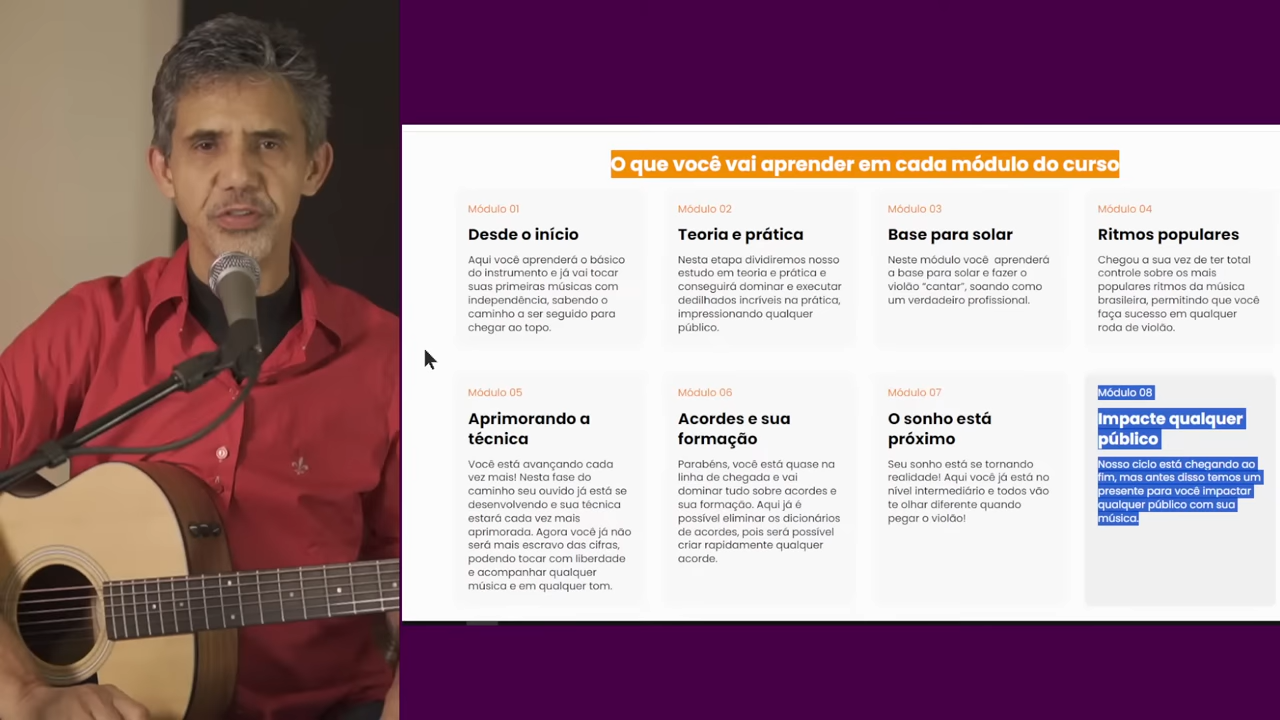 O que você vai aprender em cada módulo do curso
Módulo 01
Desde o início
Aqui você aprenderá o básico
do instrumento e já vai tocar
suas primeiras músicas com
independência, sabendo o
caminho a ser seguido para
chegar ao topo.
Módulo 02
Teoria e prática
Nesta etapa dividiremos nosso
estudo em teoria e prática e
conseguirá dominar e executar
dedilhados incríveis na prática,
impressionando qualquer
público.
Módulo 03
Base para solar
Neste módulo você aprenderá
a base para solar e fazer o
violão “cantar”, soando como
um verdadeiro profissional.
Módulo 04
Ritmos populares
Chegou a sua vez de ter total
controle sobre os mais
populares ritmos da música
brasileira, permitindo que você
faça sucesso em qualquer
roda de violão.
Módulo 05
Aprimorando a
técnica
Você está avançando cada
vez mais! Nesta fase do
caminho seu ouvido já está se
desenvolvendo e sua técnica
estará cada vez mais
aprimorada. Agora você já não
será mais escravo das cifras,
podendo tocar com liberdade
e acompanhar qualquer
música e em qualquer tom.
Módulo 06
Acordes e sua
formação
Parabéns, você está quase na
linha de chegada e vai
dominar tudo sobre acordes e
sua formação. Aqui já é
possível eliminar os dicionários
de acordes, pois será possível
criar rapidamente qualquer
acorde.
Módulo 07
O sonho está
próximo
Seu sonho está se tornando
realidade! Aqui você já está no
nível intermediário e todos vão
te olhar diferente quando
pegar o violão!
Módulo 08
Impacte qualquer
público
Nosso ciclo está chegando ao
fim, mas antes disso temos um
presente para você impactar
qualquer público com sua
música.